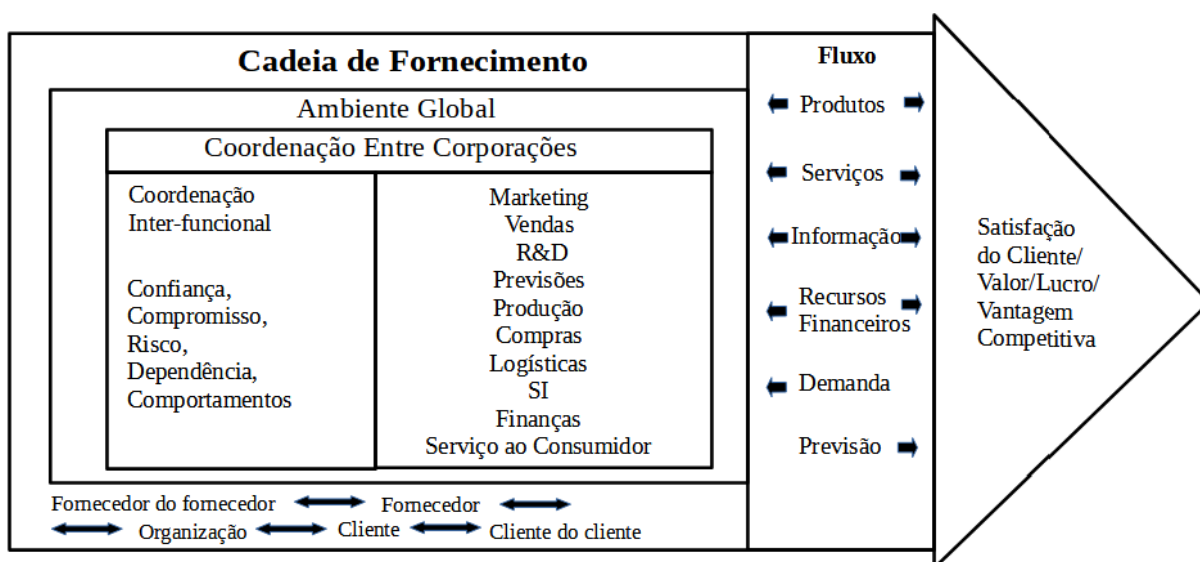 Cadeia de Fornecimento
Ambiente Global
Coordenação Entre Corporações
Coordenação
Inter-funcional
Confiança,
Compromisso,
Risco,
Dependência,
Comportamentos
Marketing
Vendas
R&D
Previsões
Produção
Compras
Logísticas
SI
Finanças
Serviço ao Consumidor
Fornecedor do fornecedor Fornecedor
Organização Cliente Cliente do cliente
Fluxo
Produtos
Serviços
Informação
Recursos
Financeiros
Demanda
Previsão
Satisfação
do Cliente/
Valor/Lucro/
Vantagem
Competitiva